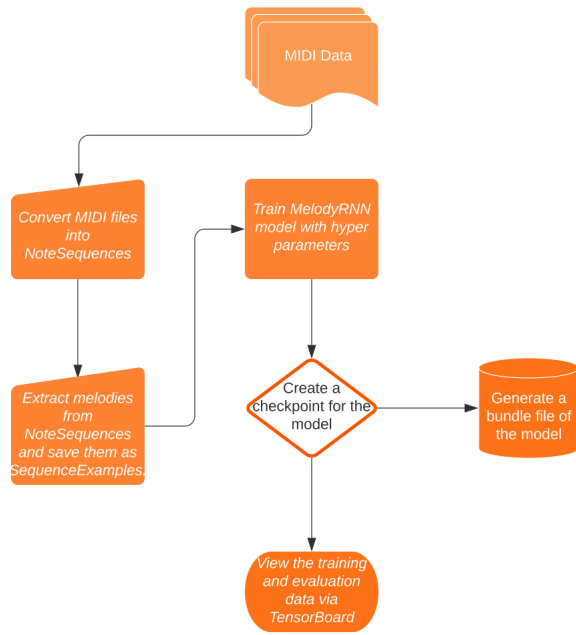 MIDI Data
Convert MIDI files
into
NoteSequences
Train MelodyRNN
model with hyper
parameters
Extract melodies
from
NoteSequences
and save them as
SequenceExamples.
Create a
checkpoint for the
model
Generate a
bundle file of
the model
View the training
and evaluation
data via
TensorBoard